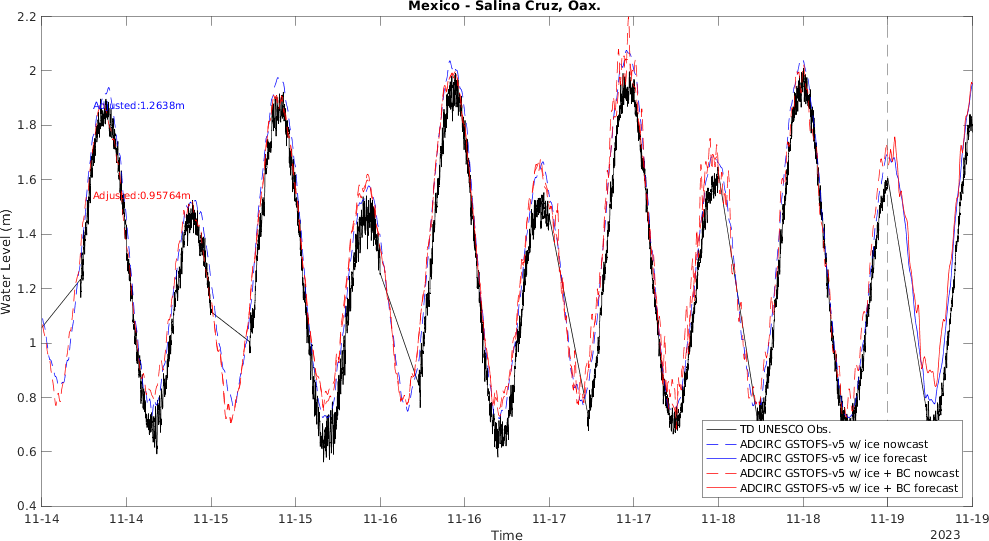 Mexico - Salina Cruz, Oax.
2.2
2
1.8
1.6
1.4
1.2
1
0.8
0.6
0.4
Water Level (m)
Adjusted:1.2638m
Adjusted:0.95764m
TD UNESCO Obs.
ADCIRC GSTOFS-v5 w/ ice nowcast
ADCIRC GSTOFS-v5 w/ ice forecast
ADCIRC GSTOFS-v5 w/ ice + BC nowcast
ADCIRC GSTOFS-v5 w/ ice + BC forecast
11-14 11-14 11-15 11-15 11-16 11-16 11-17 11-17 11-18 11-18 11-19 11-19
Time
2023